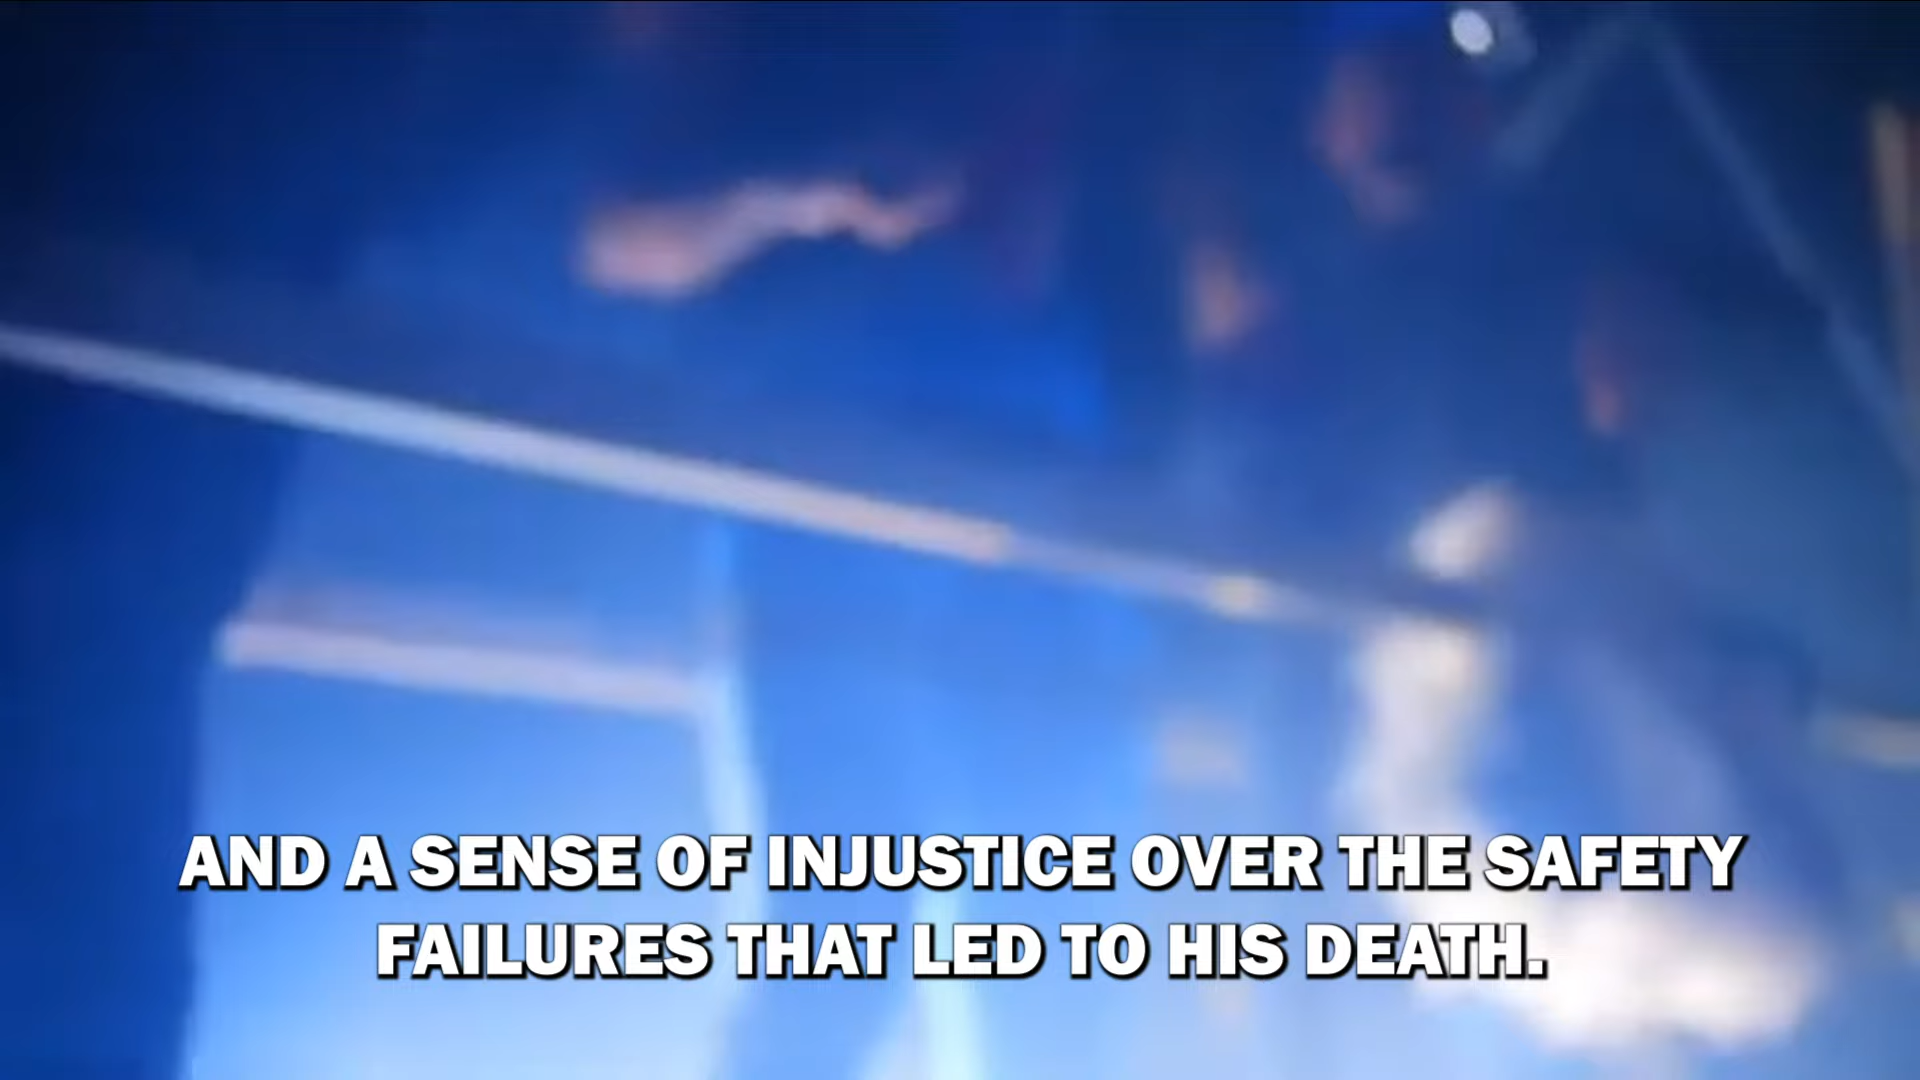 AND A SENSE OF INJUSTICE OVER THE SAFETY
FAILURES THAT LED TO HIS DEATH.